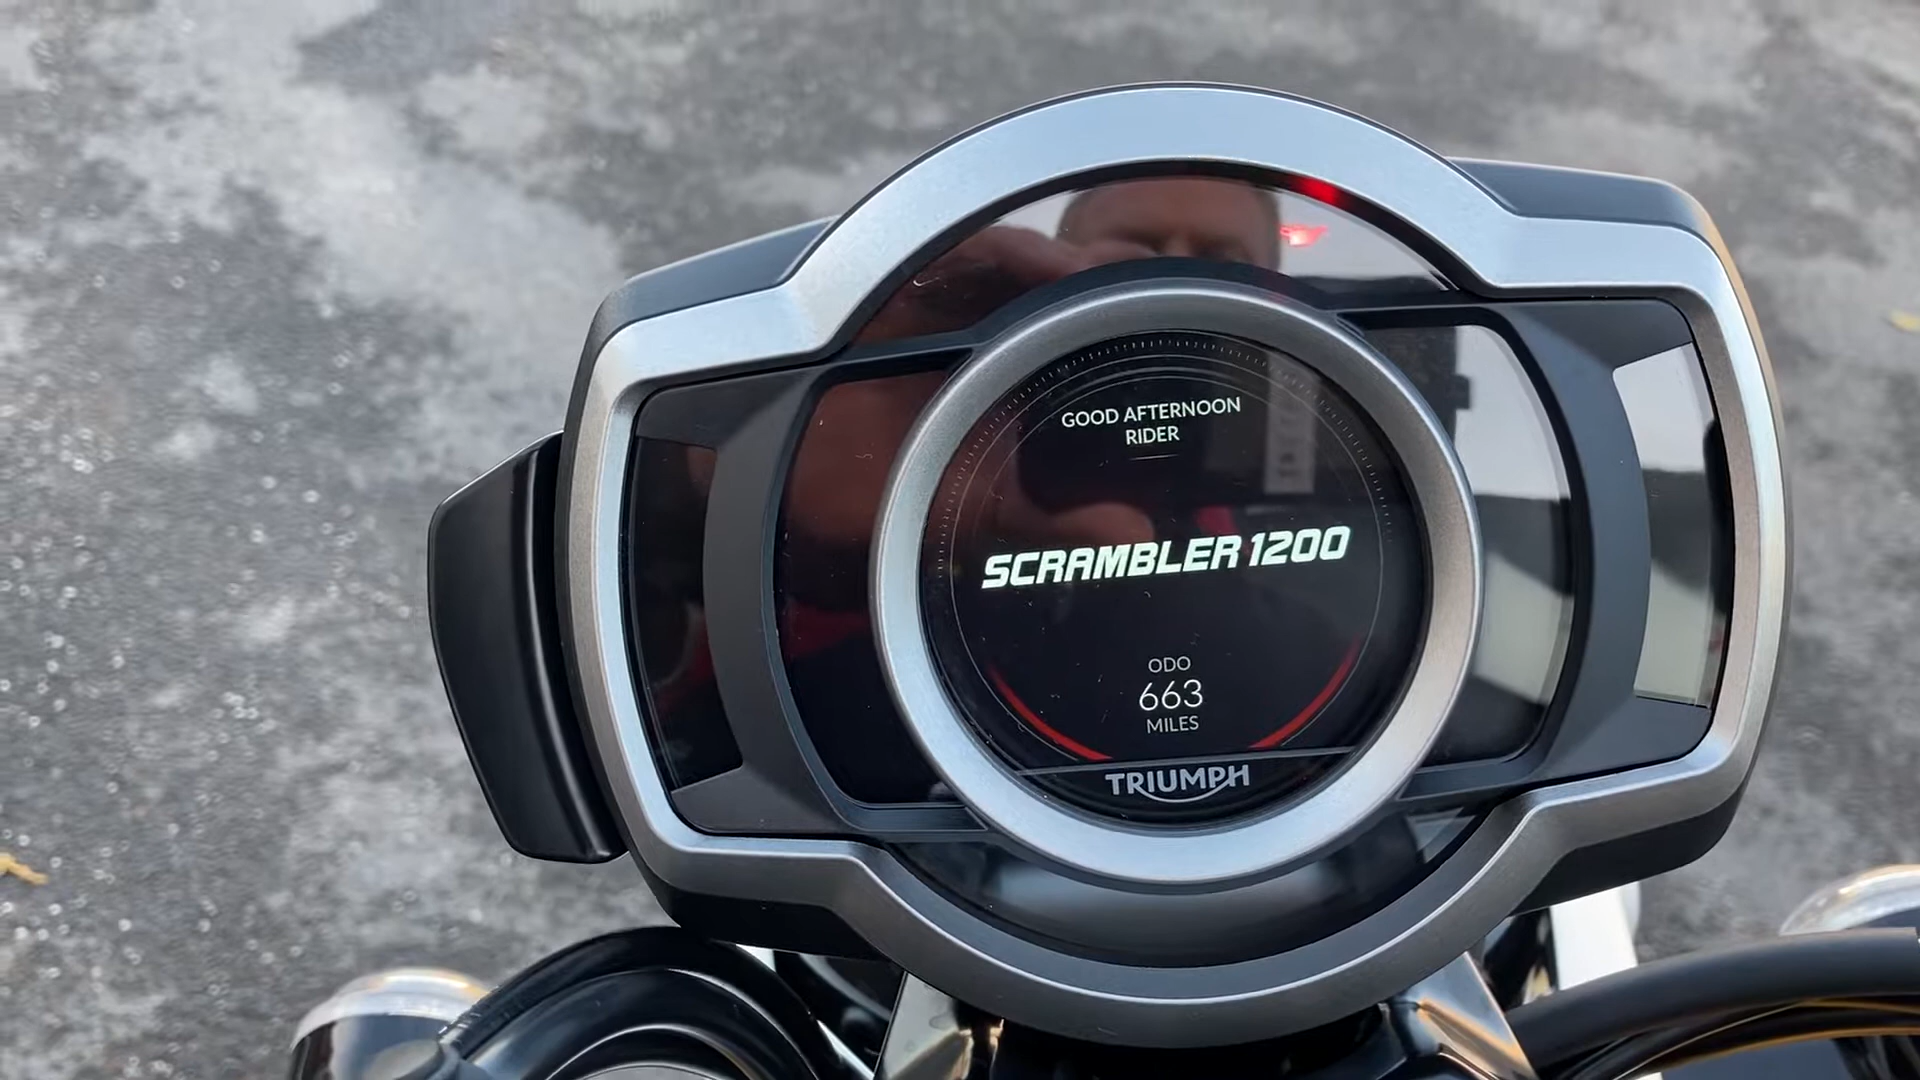 GOOD AFTERNOON
RIDER
SCRAMBLER 1200
ODO
663
MILES
TRIUMPH